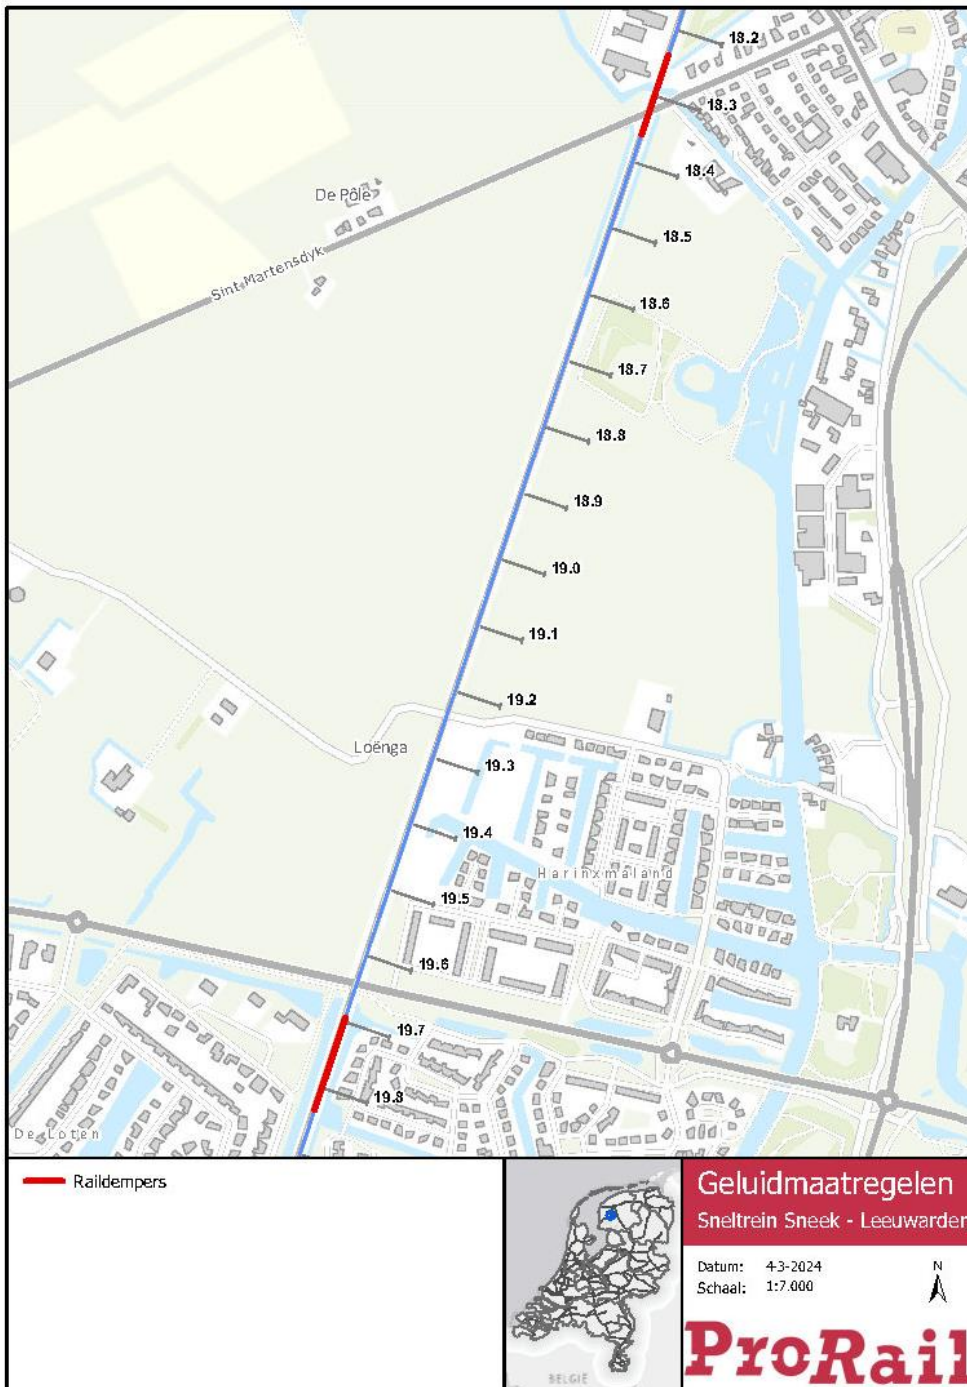 18.2
18.3
18.4
De Pôle
18.5
Sint Martensdyk
18.6
18.7
18.8
18.9
19.0
19.1
19.2
Loënga
19.3
19.4
Harinxmaland
19.5
19.6
19.7
19.8
De Loten
Raildempers
BELGIË
Geluidmaatregelen
Sneltrein Sneek - Leeuwarden
Datum: 4-3-2024
Schaal: 1:7.000
N
ProRail